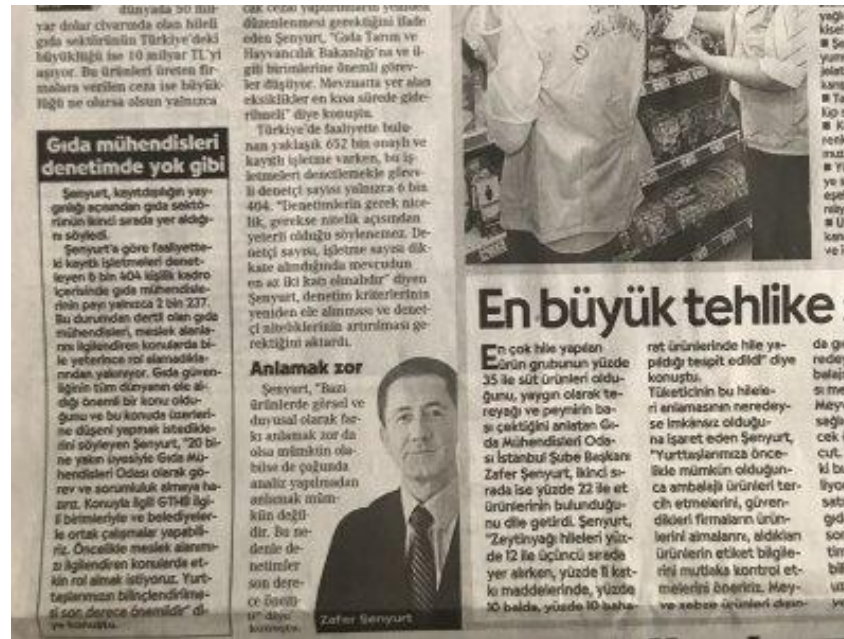 dünyada 50 mil-
yar dolar civarında olan hileli
gıda sektörünün Türkiye'deki
büyüklüğü ise 10 milyar TL'yi
aşıyor. Bu ürünleri üreten fir-
malara verilen ceza ise büyük-
lüğü ne olursa olsun yalnızca
Gıda mühendisleri
denetimde yok gibi
Şenyurt, kayıtdışılığın yay-
gınlığı açısından gıda sektö-
rünün ikinci sırada yer aldığı-
nı söyledi.
Şenyurt'a göre faaliyette-
ki kayıtlı işletmeleri denet-
leyen 6 bin 404 kişilik kadro
içerisinde gıda mühendisle-
rinin payı yalnızca 2 bin 237.
Bu durumdan dertli olan gıda
mühendisleri, meslek alanla-
rını ilgilendiren konularda bi-
le yeterince rol alamadıkla-
rından yakınıyor. Gıda güven-
liğinin tüm dünyanın ele al-
dığı önemli bir konu oldu-
ğunu ve bu konuda üzerleri-
ne düşeni yapmak istedikle-
rini söyleyen Şenyurt, "20 bi-
ne yakın üyesiyle Gıda Mü-
hendisleri Odası olarak gö-
rev ve sorumluluk almaya ha-
zırız. Konuyla ilgili GTHB ilgi-
li birimleriyle ve belediyeler-
le ortak çalışmalar yapabili-
riz. Öncelikle meslek alanımı-
zı ilgilendiren konularda et-
kin rol almak istiyoruz. Yurt-
taşlarımızın bilinçlendirilme-
si son derece önemlidir" di-
ye konuştu.
cak cezai yaptırımların yeniden
düzenlenmesi gerektiğini ifade
eden Şenyurt, "Gıda Tarım ve
Hayvancılık Bakanlığı'na ve il-
gili birimlerine önemli görev-
ler düşüyor. Mevzuatta yer alan
eksiklikler en kısa sürede gide-
rilmeli" diye konuştu.
Türkiye'de faaliyette bulu-
nan yaklaşık 652 bin onaylı ve
kayıtlı işletme varken, bu iş-
letmeleri denetlemekle görev-
li denetçi sayısı yalnızca 6 bin
404. "Denetimlerin gerek nice-
lik, gerekse nitelik açısından
yeterli olduğu söylenemez. De-
netçi sayısı, işletme sayısı dik-
kate alındığında mevcudun
en az iki katı olmalıdır" diyen
Şenyurt, denetim kriterlerinin
yeniden ele alınması ve denet-
çi niteliklerinin artırılması ge-
rektiğini aktardı.
Anlamak zor
Şenyurt, "Bazı
ürünlerde görsel ve
duyusal olarak far-
kı anlamak zor da
olsa mümkün ola-
bilse de çoğunda
analiz yapılmadan
anlamak müm-
kün değil-
dir. Bu ne-
denle de-
netimler
son dere-
ce önem-
li" diye
konuştu.
Zafer Şenyurt
En büyük tehlike
En çok hile yapılan
ürün grubunun yüzde
35 ile süt ürünleri oldu-
ğunu, yaygın olarak te-
reyağı ve peynirin ba-
şı çektiğini anlatan Gı-
da Mühendisleri Oda-
sı İstanbul Şube Başkanı
Zafer Şenyurt, ikinci sı-
rada ise yüzde 22 ile et
ürünlerinin bulunduğu-
nu dile getirdi. Şenyurt,
"Zeytinyağı hileleri yüz-
de 12 ile üçüncü sırada
yer alırken, yüzde 11 kat-
kı maddelerinde, yüzde
10 balda, yüzde 10 baha-
rat ürünlerinde hile ya-
pıldığı tespit edildi" diye
konuştu.
Tüketicinin bu hilele-
ri anlamasının neredey-
se imkansız olduğu-
na işaret eden Şenyurt,
"Yurttaşlarımıza önce-
likle mümkün olduğun-
ca ambalajlı ürünleri ter-
cih etmelerini, güven-
dikleri firmaların ürün-
lerini almalarını, aldıkları
ürünlerin etiket bilgile-
rini mutlaka kontrol et-
melerini öneririz. Mey-
ve sebze ürünleri dışın-